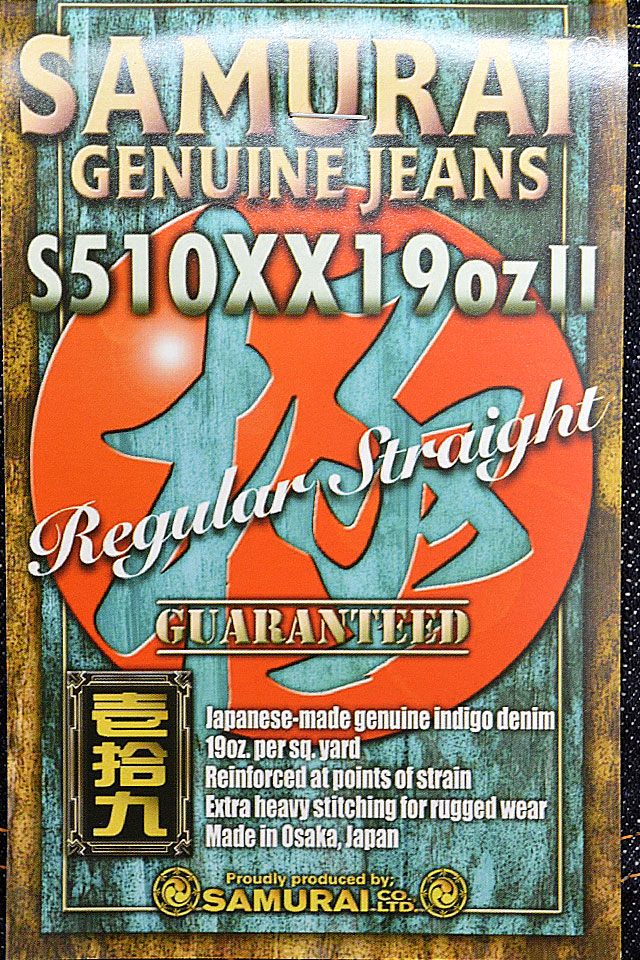 SAMURAI®
GENUINE JEANS
S510XX19ozII
Regular Straight
GUARANTEED
壱拾九
Japanese-made genuine indigo denim
19oz. per sq. yard
Reinforced at points of strain
Extra heavy stitching for rugged wear
Made in Osaka, Japan
Proudly produced by;
SAMURAI CO. LTD.